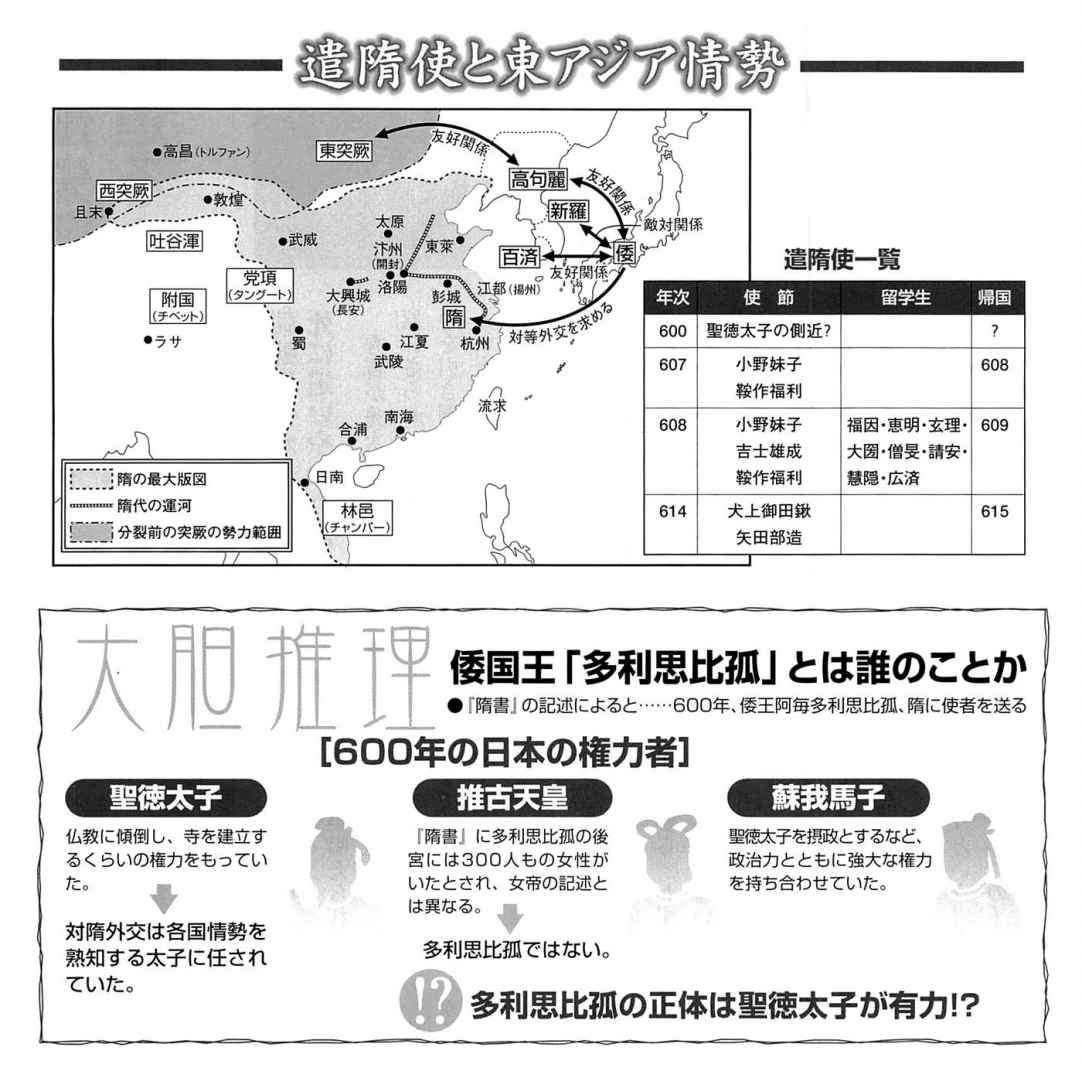 遣隋使と東アジア情勢
高昌(トルファン)
東突厥
友好関係
西突厥
敦煌
且末
高句麗
友好関係
新羅
敵対関係
吐谷渾
武威
太原
汴州
(開封)
東萊
百済
倭
友好関係
党項
(タングート)
大興城
(長安)
洛陽
彭城
江都(揚州)
附国
(チベット)
隋
対等外交を求める
ラサ
蜀
江夏
杭州
武陵
流求
南海
合浦
日南
林邑
(チャンパー)
隋の最大版図
隋代の運河
分裂前の突厥の勢力範囲
遣隋使一覧
年次 使節 留学生 帰国
600 聖徳太子の側近? ?
607 小野妹子 608
鞍作福利
608 小野妹子 福因・恵明・玄理・ 609
吉士雄成 大圀・僧旻・請安・
鞍作福利 慧隠・広済
614 犬上御田鍬 615
矢田部造
大胆推理
倭国王「多利思比孤」とは誰のことか
●『隋書』の記述によると……600年、倭王阿毎多利思比孤、隋に使者を送る
[600年の日本の権力者]
聖徳太子
仏教に傾倒し、寺を建立す
るくらいの権力をもってい
た。
対隋外交は各国情勢を
熟知する太子に任され
ていた。
推古天皇
『隋書』に多利思比孤の後
宮には300人もの女性が
いたとされ、女帝の記述と
は異なる。
多利思比孤ではない。
蘇我馬子
聖徳太子を摂政とするなど、
政治力とともに強大な権力
を持ち合わせていた。
!?
多利思比孤の正体は聖徳太子が有力!?